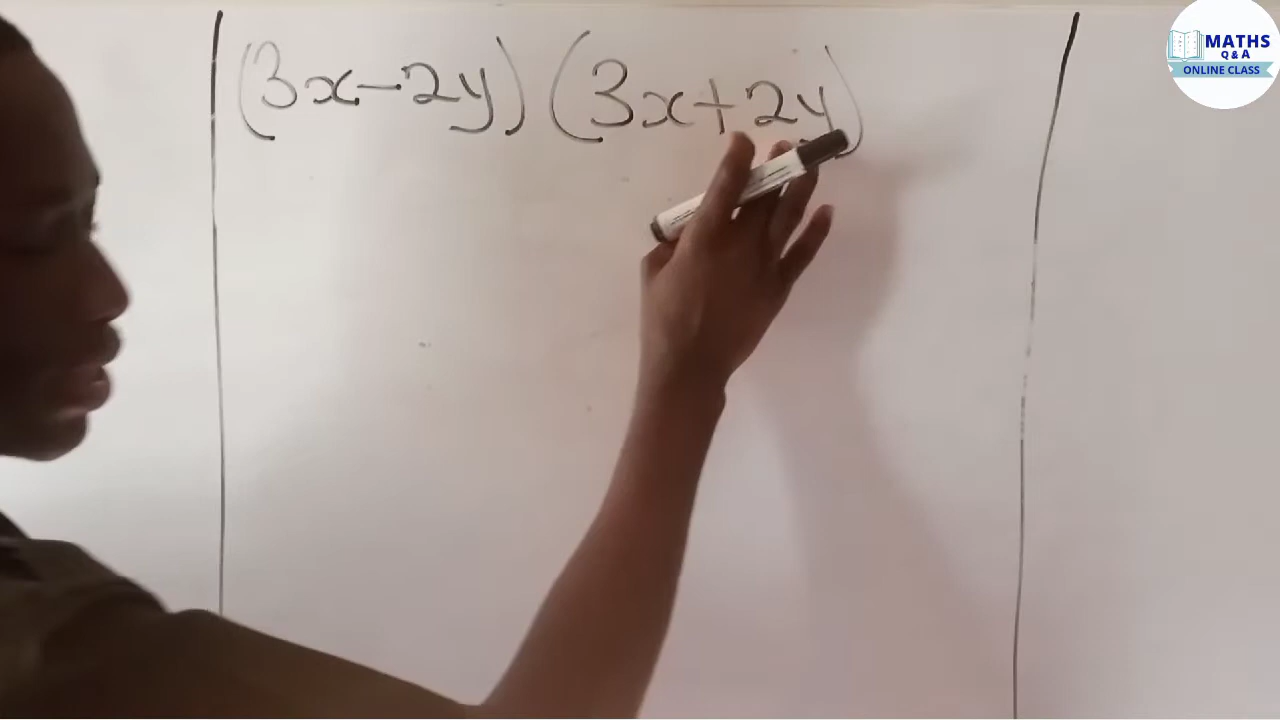 (3x-2y)(3x+2y)
MATHS
Q & A
ONLINE CLASS